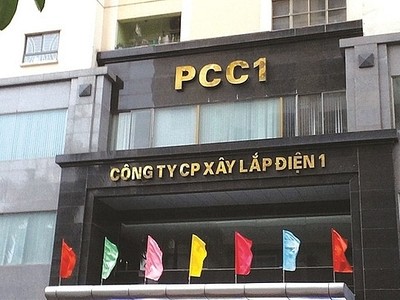 PCC1
CÔNG TY CP XÂY LẮP ĐIỆN 1